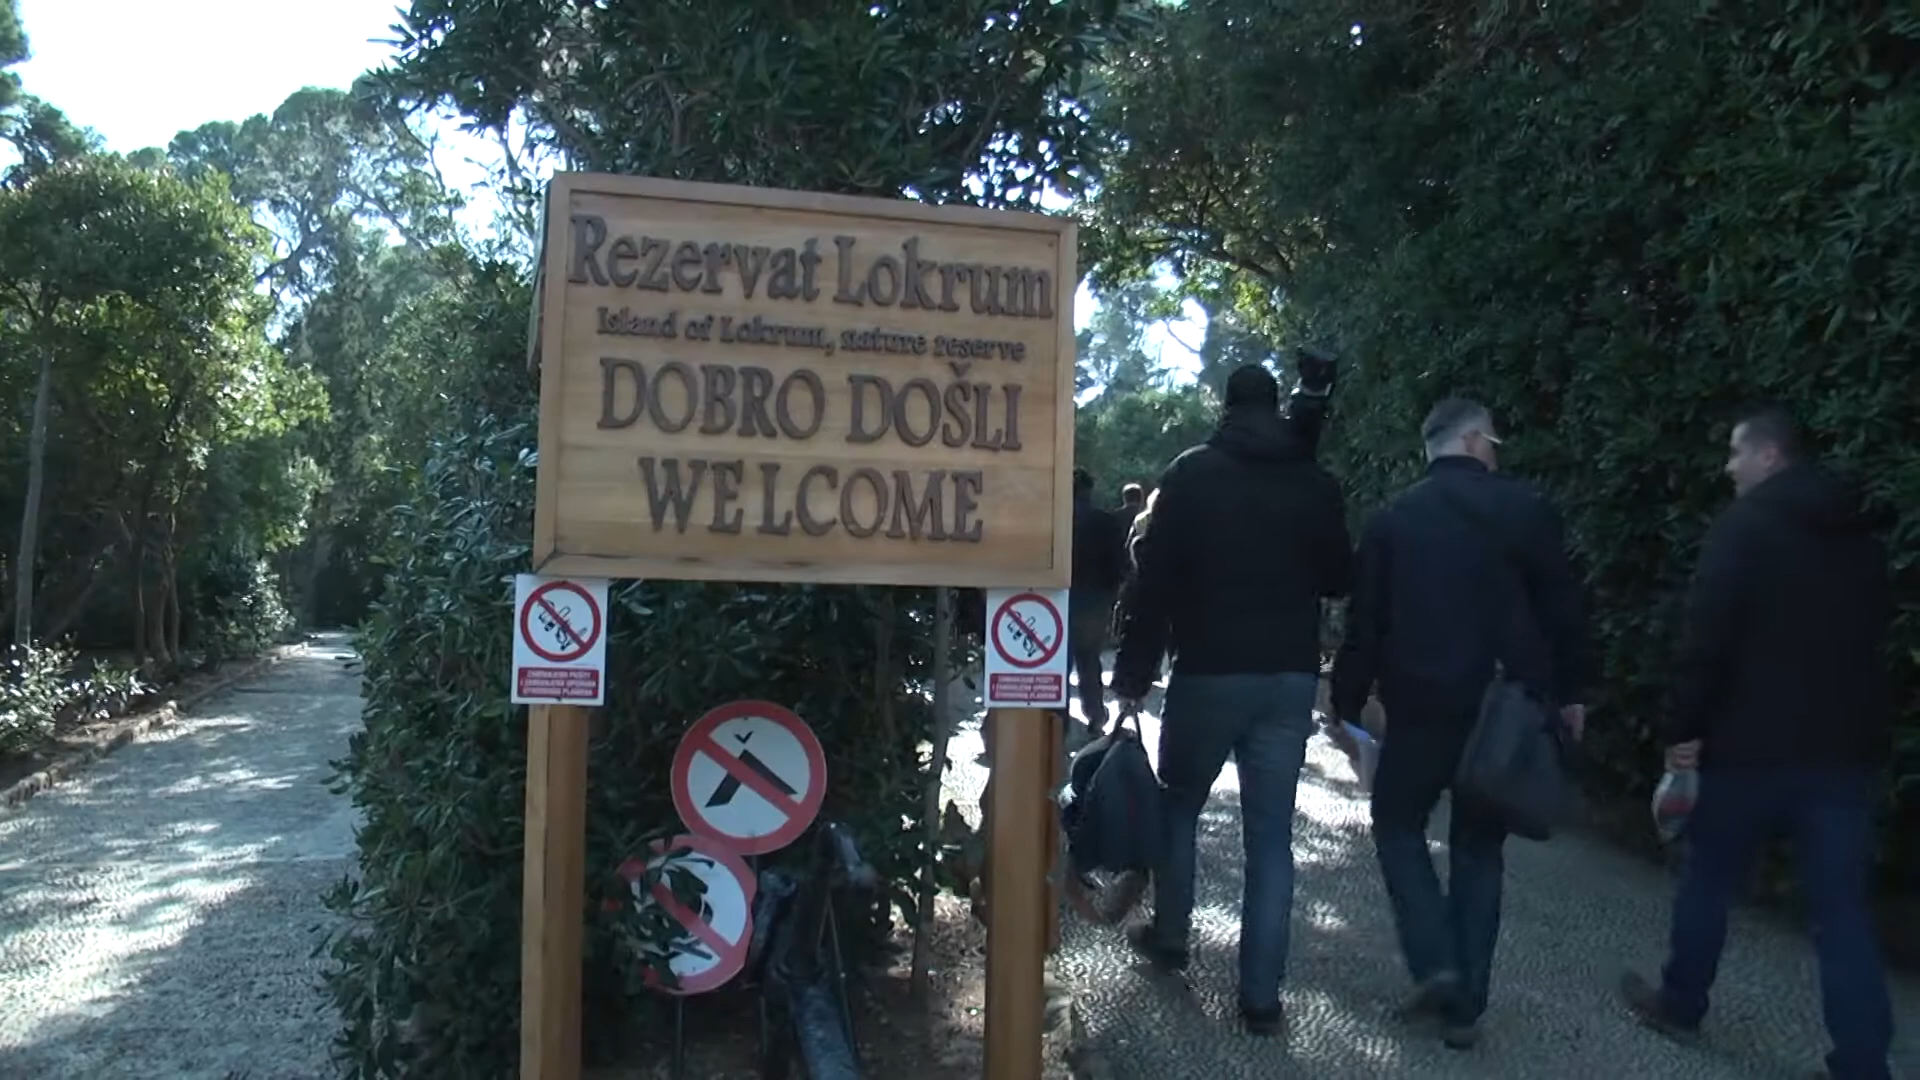 Rezervat Lokrum
Island of Lokrum, nature reserve
DOBRO DOŠLI
WELCOME